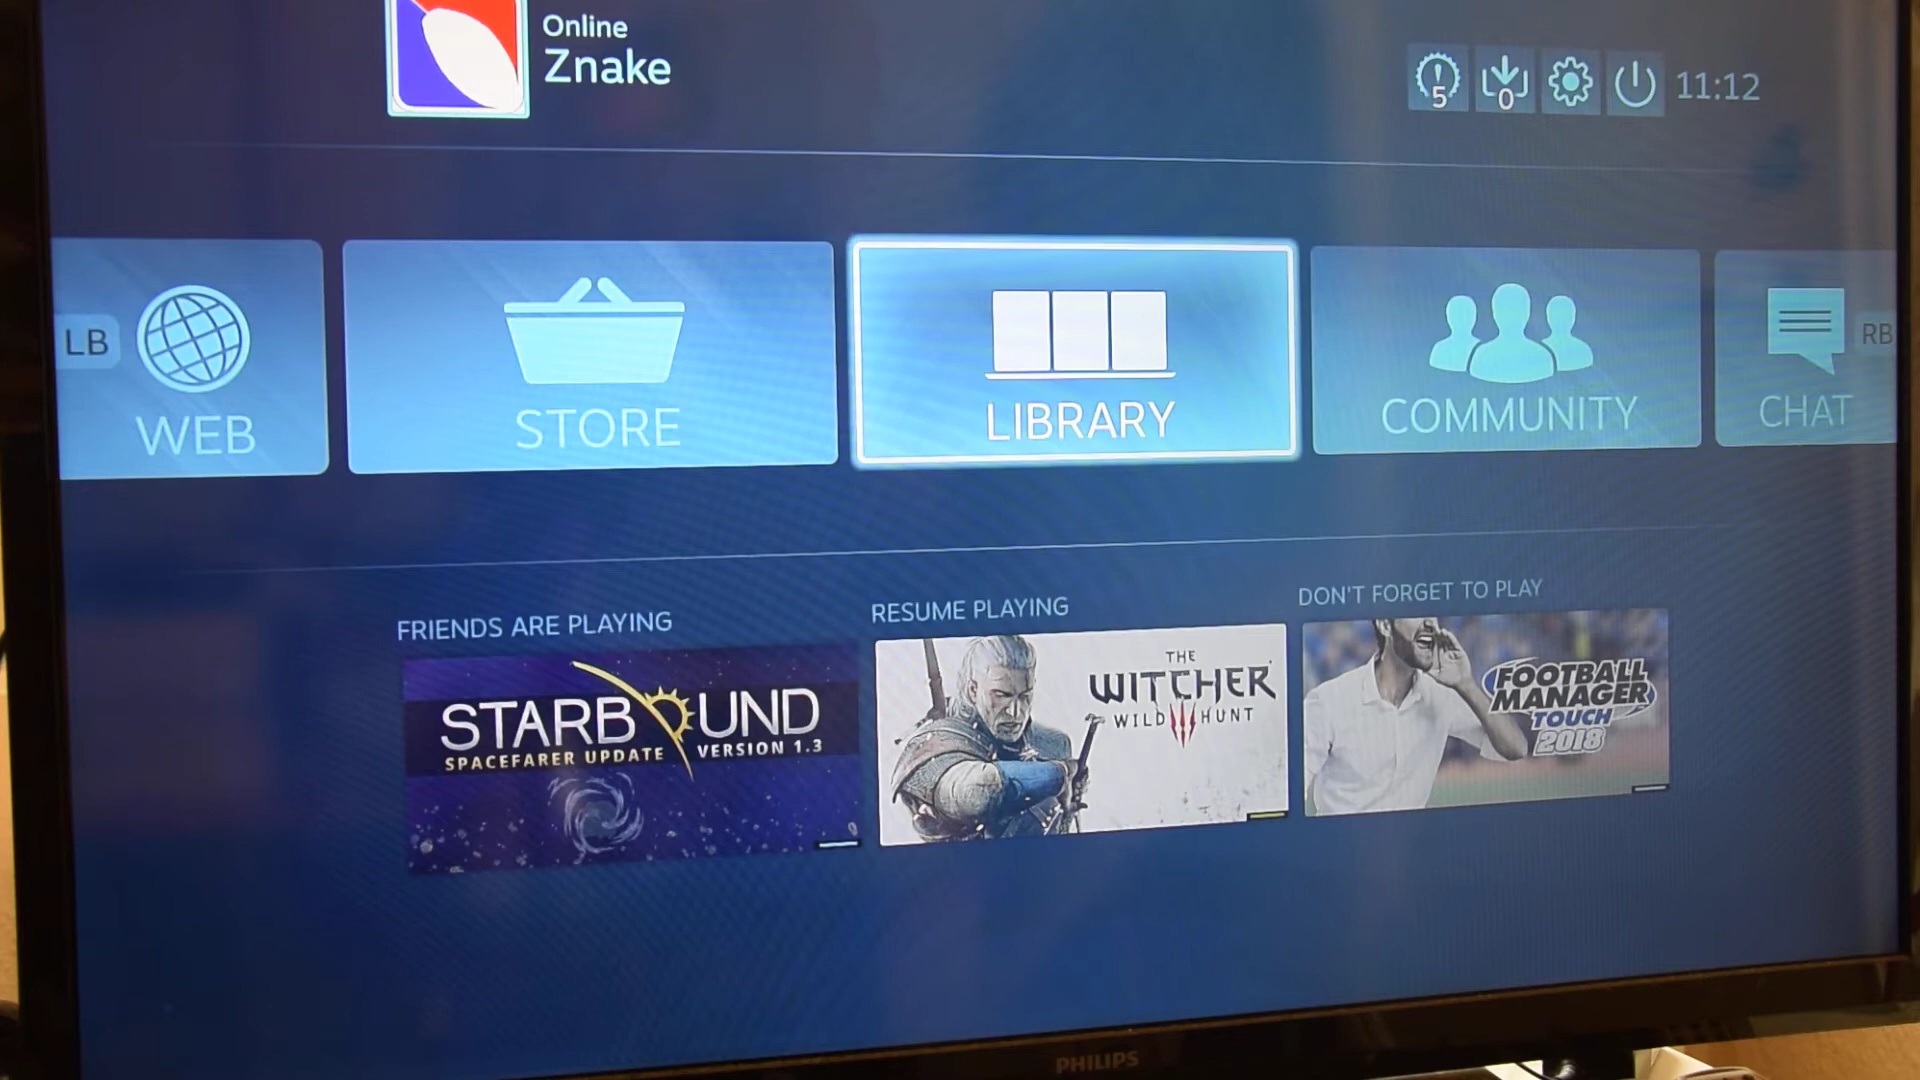 Online
Znake
5
0
11:12
LB
WEB
STORE
LIBRARY
COMMUNITY
CHAT
RB
FRIENDS ARE PLAYING
RESUME PLAYING
DON'T FORGET TO PLAY
STARBOUND
SPACEFARER UPDATE VERSION 1.3
THE
WITCHER
WILD III HUNT
FOOTBALL
MANAGER
TOUCH
2018
PHILIPS